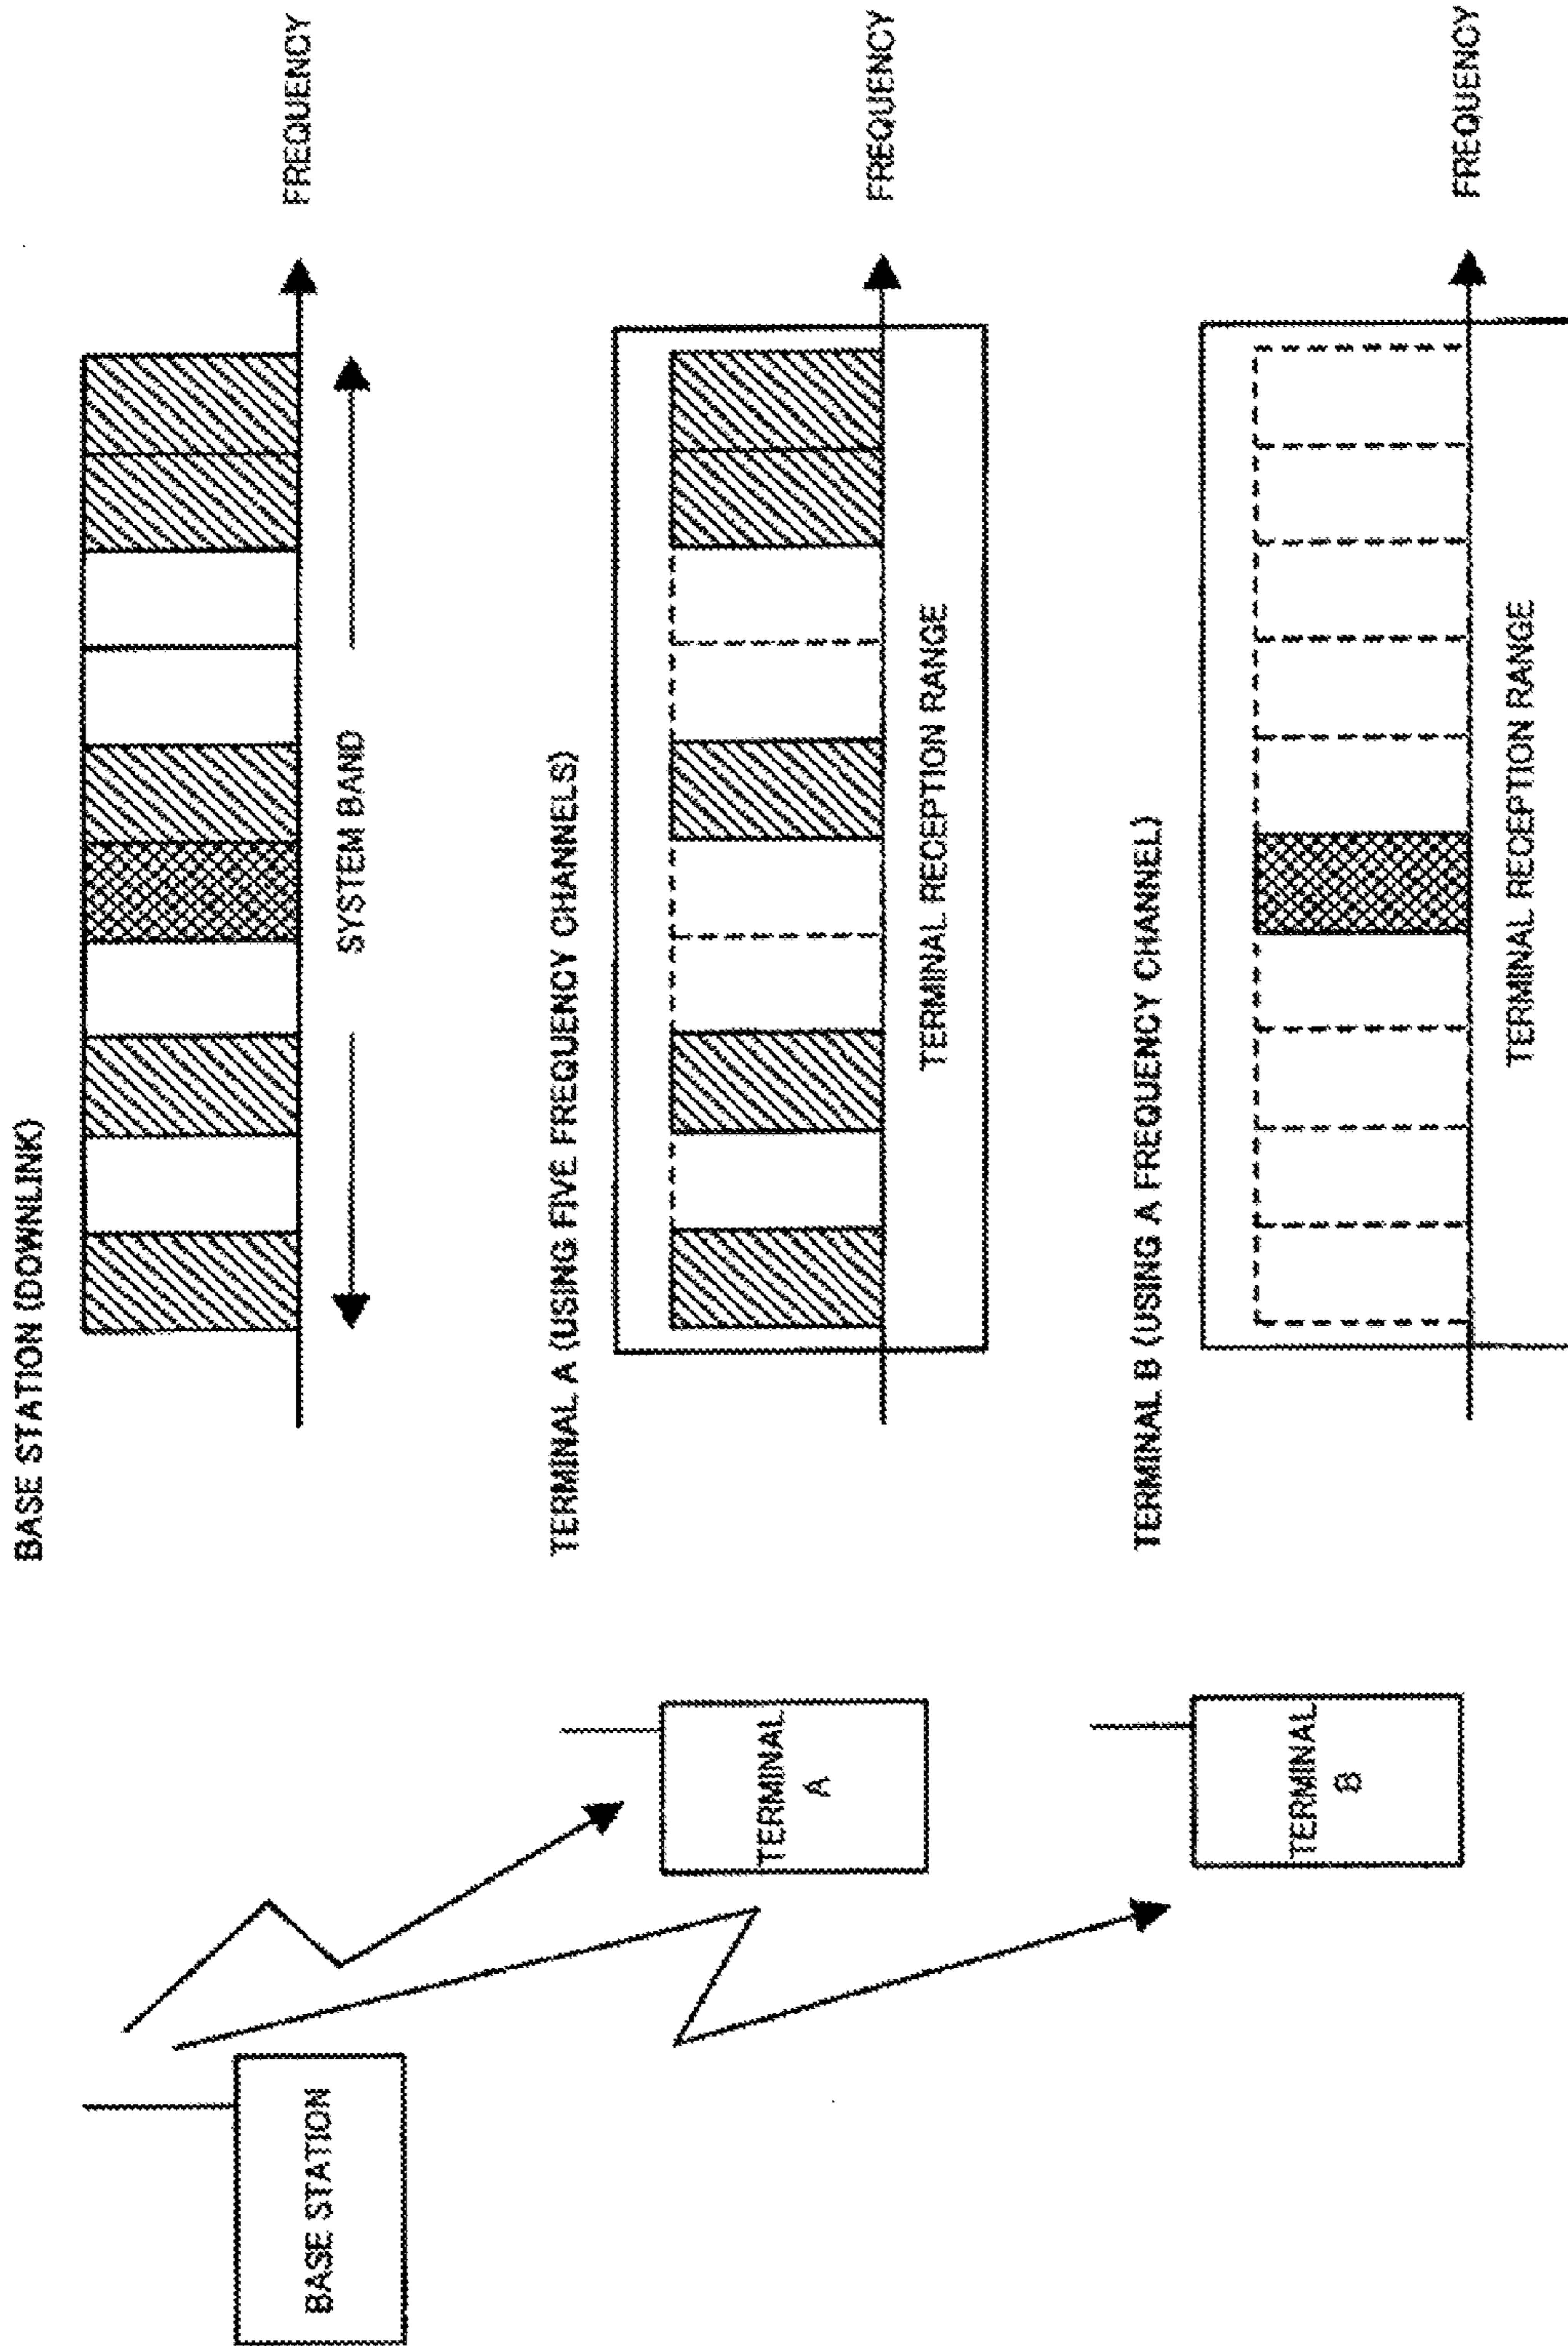 BASE STATION (DOWNLINK)
FREQUENCY
SYSTEM BAND
BASE STATION
TERMINAL A (USING FIVE FREQUENCY CHANNELS)
FREQUENCY
TERMINAL RECEPTION RANGE
TERMINAL
A
TERMINAL B (USING A FREQUENCY CHANNEL)
FREQUENCY
TERMINAL RECEPTION RANGE
TERMINAL
B